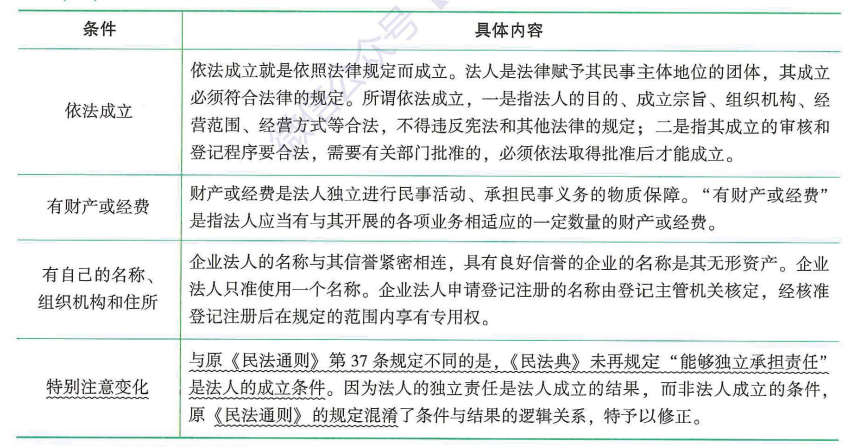 条件
具体内容
依法成立
依法成立就是依照法律规定而成立。法人是法律赋予其民事主体地位的团体，其成立
必须符合法律的规定。所谓依法成立，一是指法人的目的、成立宗旨、组织机构、经
营范围、经营方式等合法，不得违反宪法和其他法律的规定；二是指其成立的审核和
登记程序要合法，需要有关部门批准的，必须依法取得批准后才能成立。
有财产或经费
财产或经费是法人独立进行民事活动、承担民事义务的物质保障。“有财产或经费”
是指法人应当有与其开展的各项业务相适应的一定数量的财产或经费。
有自己的名称、
组织机构和住所
企业法人的名称与其信誉紧密相连，具有良好信誉的企业的名称是其无形资产。企业
法人只准使用一个名称。企业法人申请登记注册的名称由登记主管机关核定，经核准
登记注册后在规定的范围内享有专用权。
特别注意变化
与原《民法通则》第 37 条规定不同的是，《民法典》未再规定“能够独立承担责任”
是法人的成立条件。因为法人的独立责任是法人成立的结果，而非法人成立的条件，
原《民法通则》的规定混淆了条件与结果的逻辑关系，特予以修正。
微信公众号